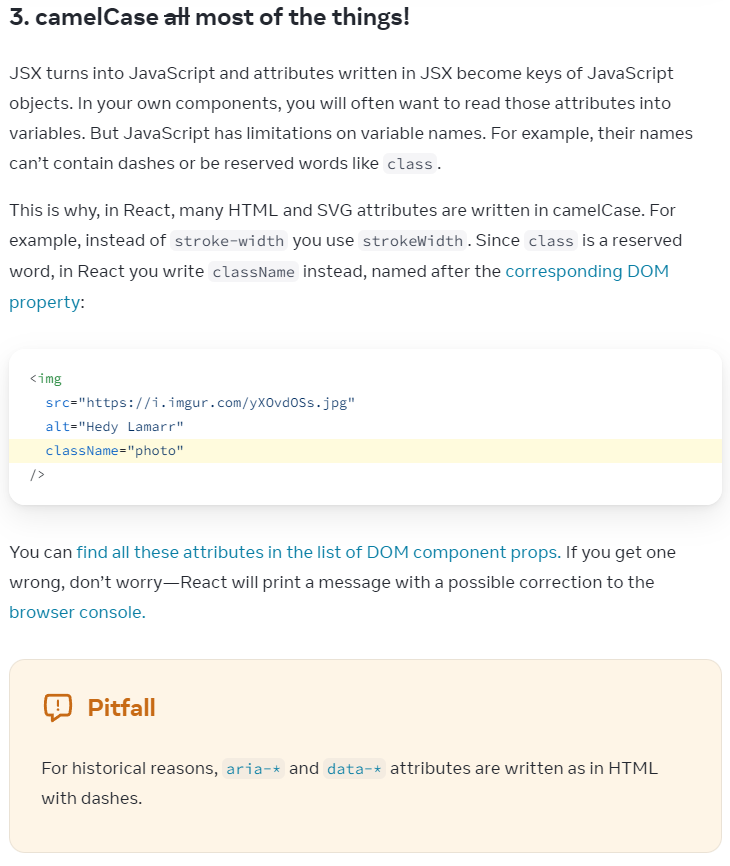 3. camelCase all most of the things!
JSX turns into JavaScript and attributes written in JSX become keys of JavaScript
objects. In your own components, you will often want to read those attributes into
variables. But JavaScript has limitations on variable names. For example, their names
can’t contain dashes or be reserved words like class.
This is why, in React, many HTML and SVG attributes are written in camelCase. For
example, instead of stroke-width you use strokeWidth. Since class is a reserved
word, in React you write className instead, named after the corresponding DOM
property:
<img
  src="https://i.imgur.com/yXOvdOSs.jpg"
  alt="Hedy Lamarr"
  className="photo"
/>
You can find all these attributes in the list of DOM component props. If you get one
wrong, don’t worry—React will print a message with a possible correction to the
browser console.
Pitfall
For historical reasons, aria-* and data-* attributes are written as in HTML
with dashes.